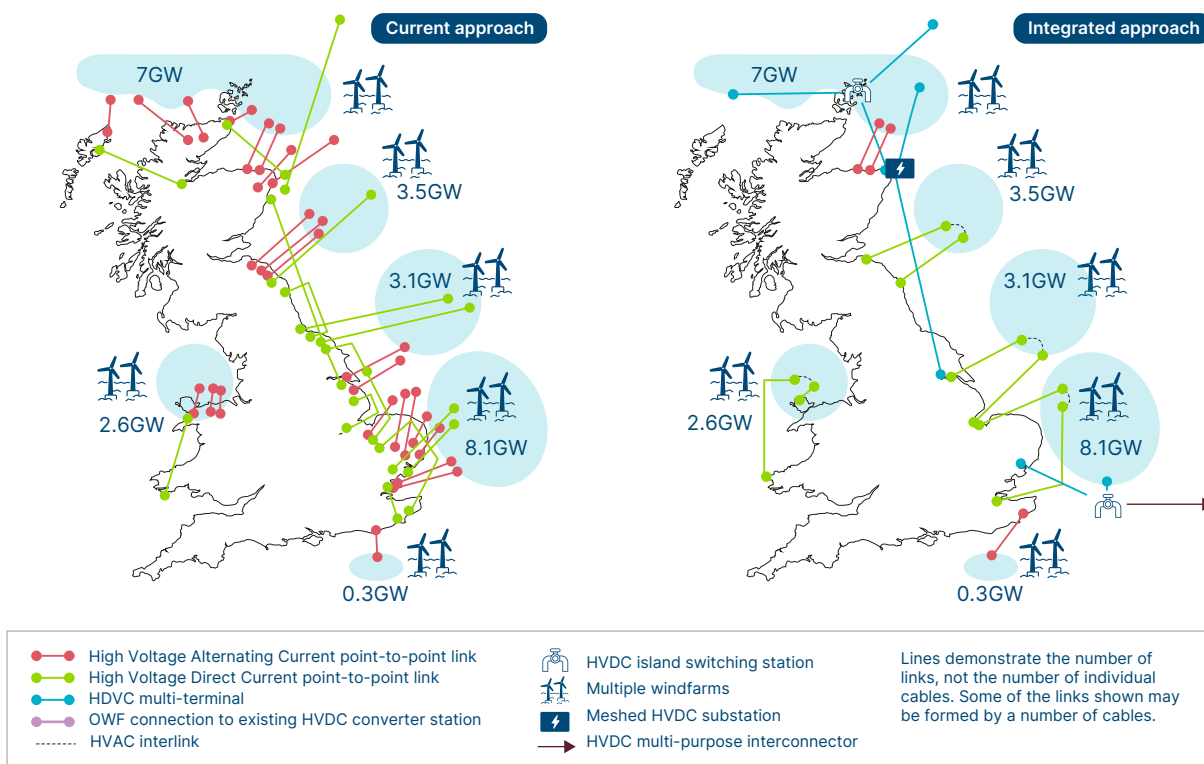 Current approach
7GW
3.5GW
3.1GW
2.6GW
8.1GW
0.3GW
Integrated approach
7GW
3.5GW
3.1GW
2.6GW
8.1GW
0.3GW
High Voltage Alternating Current point-to-point link
High Voltage Direct Current point-to-point link
HDVC multi-terminal
OWF connection to existing HVDC converter station
HVAC interlink
HVDC island switching station
Multiple windfarms
Meshed HVDC substation
HVDC multi-purpose interconnector
Lines demonstrate the number of
links, not the number of individual
cables. Some of the links shown may
be formed by a number of cables.